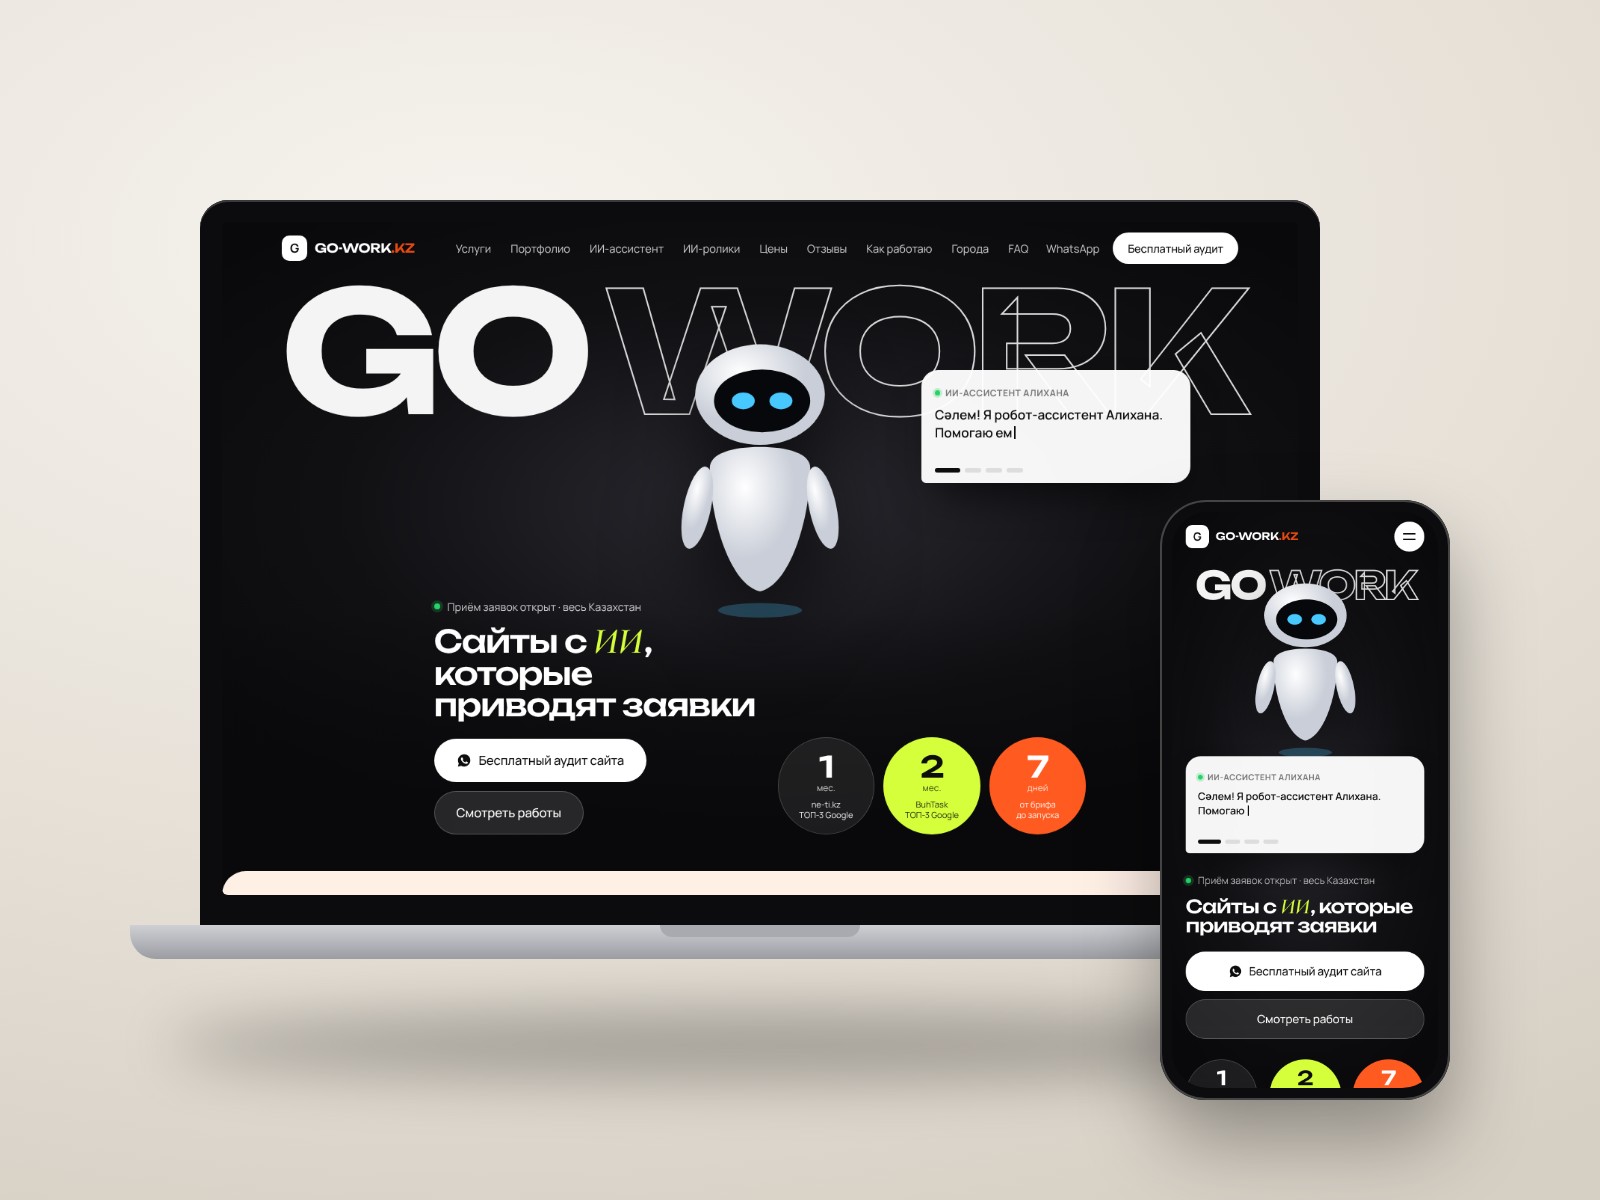 G GO-WORK.KZ Услуги Портфолио ИИ-ассистент ИИ-ролики Цены Отзывы Как работаю Города FAQ WhatsApp Бесплатный аудит
GO WORK
ИИ-АССИСТЕНТ АЛИХАНА
Сәлем! Я робот-ассистент Алихана.
Помогаю ем
Приём заявок открыт · весь Казахстан
Сайты с ИИ,
которые
приводят заявки
Бесплатный аудит сайта
Смотреть работы
1
мес.
ne-ti.kz
ТОП-3 Google
2
мес.
BuhTask
ТОП-3 Google
7
дней
от брифа
до запуска
G GO-WORK.KZ
GO WORK
ИИ-АССИСТЕНТ АЛИХАНА
Сәлем! Я робот-ассистент Алихана.
Помогаю
Приём заявок открыт · весь Казахстан
Сайты с ИИ, которые
приводят заявки
Бесплатный аудит сайта
Смотреть работы
1 2 7